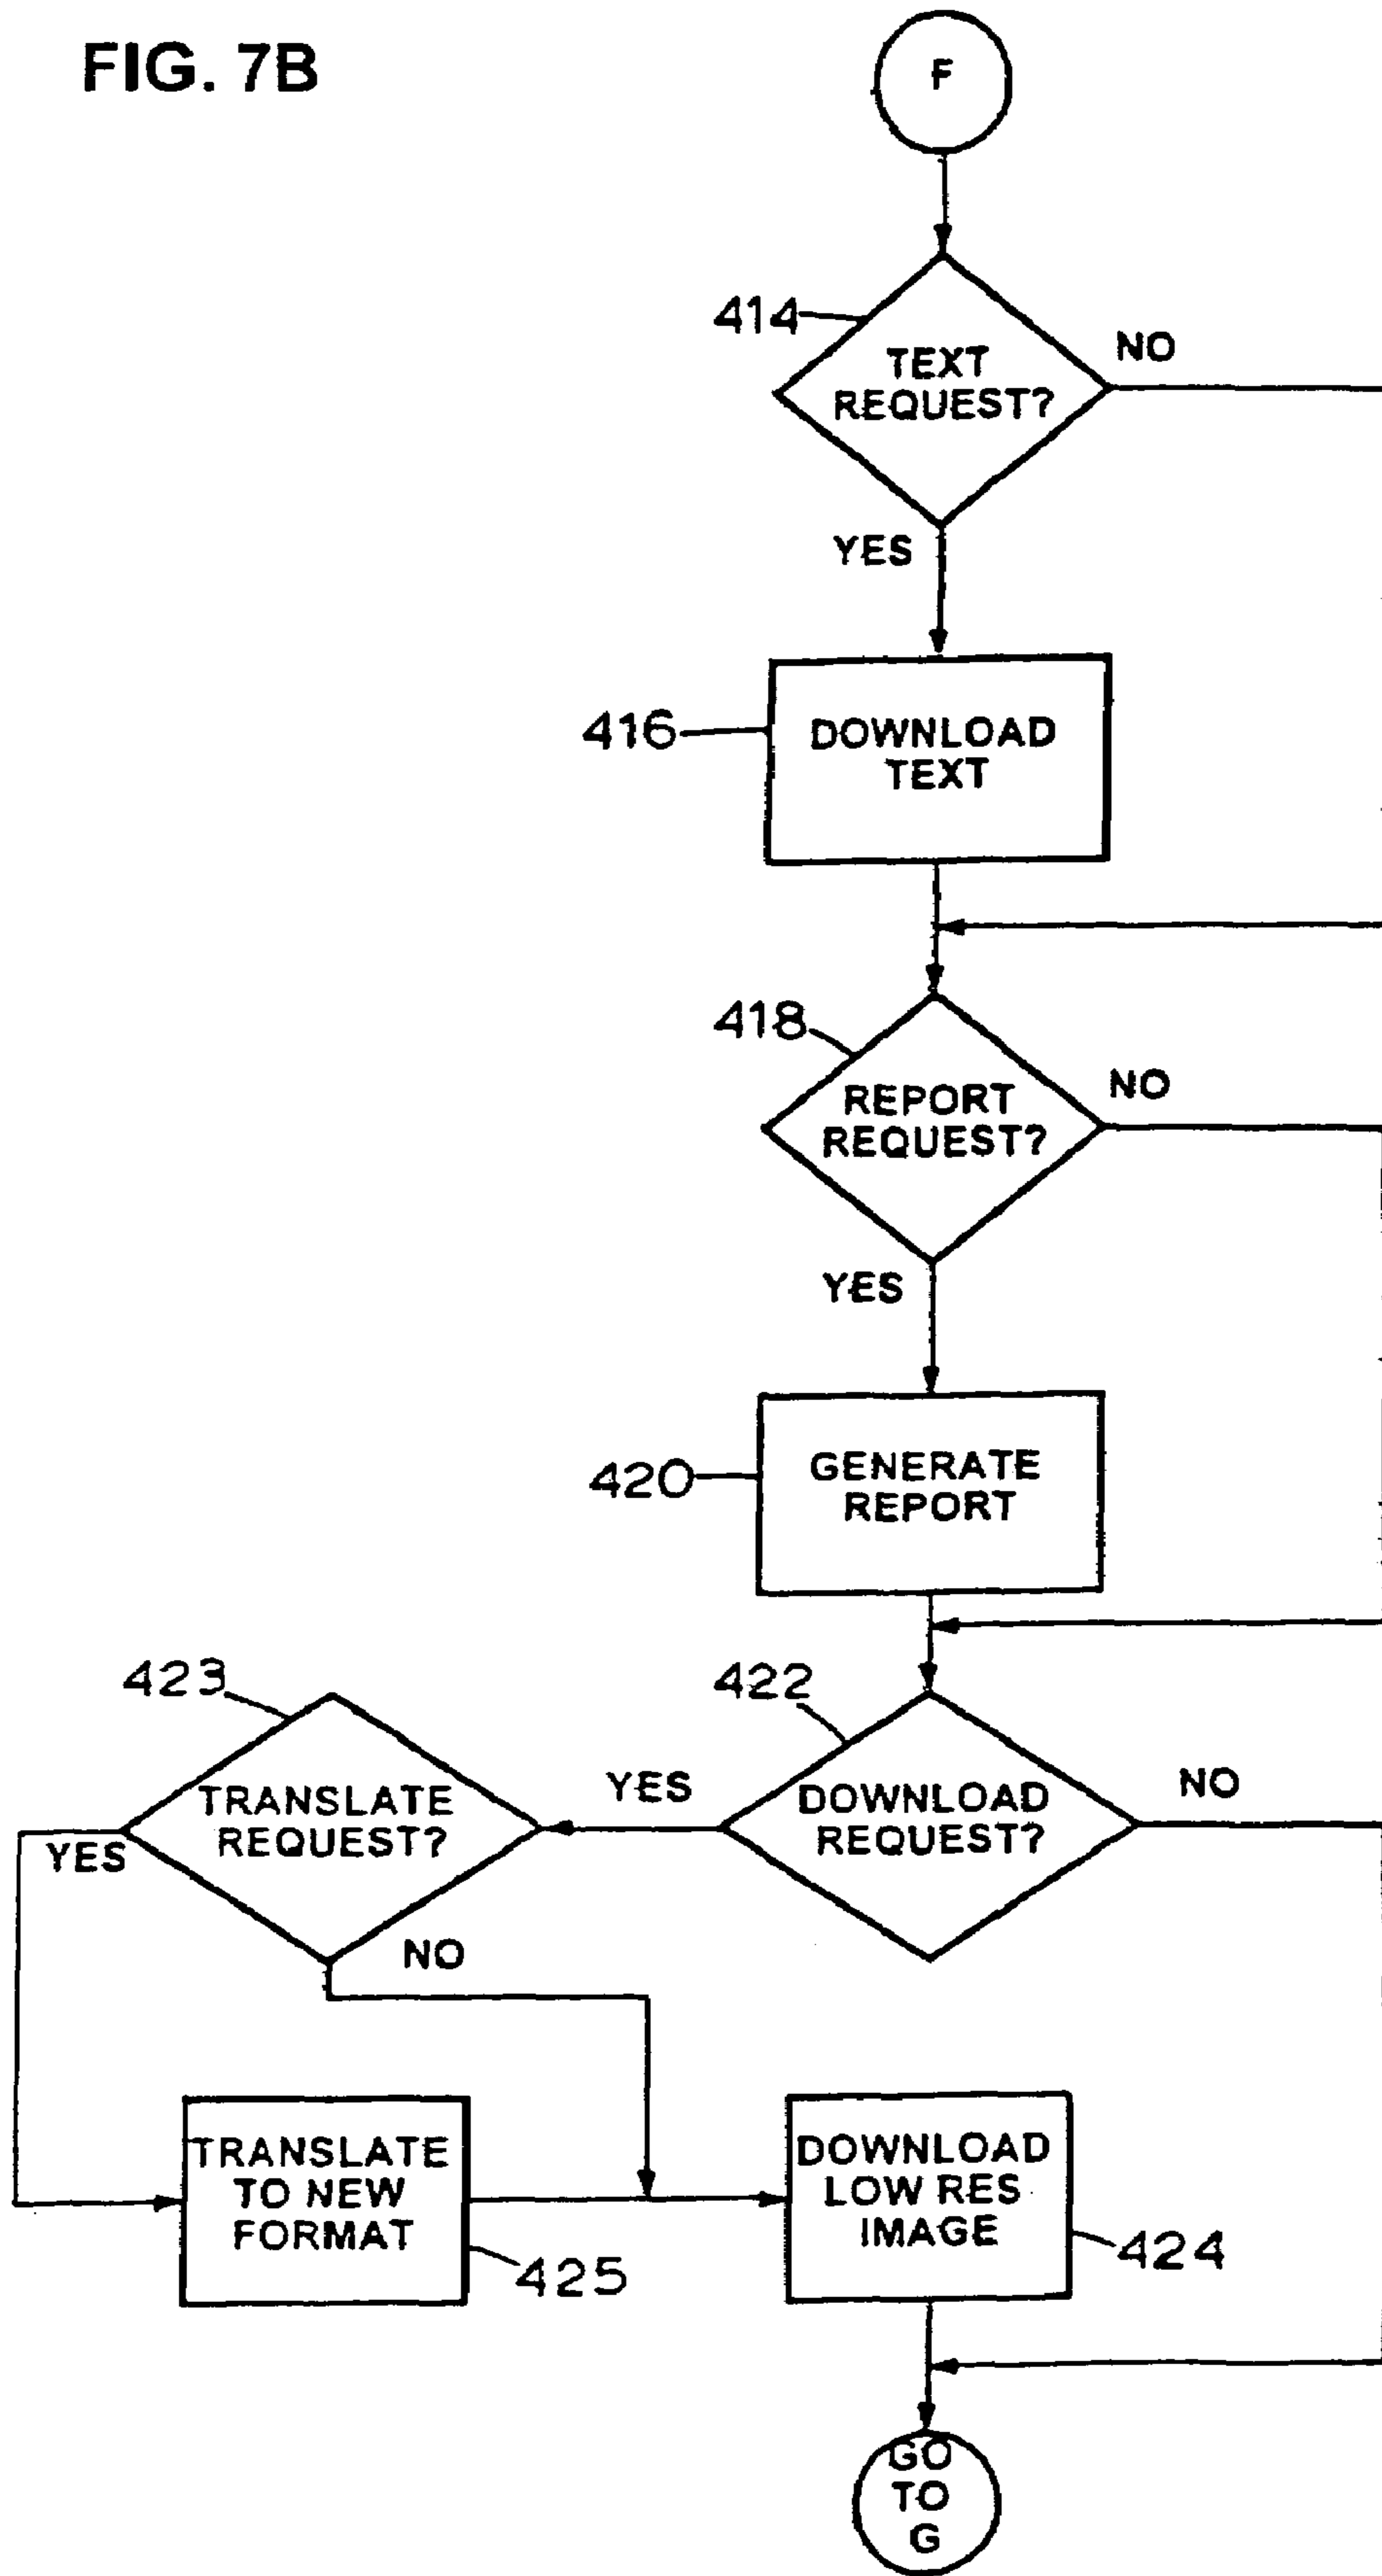 FIG. 7B
F
414
TEXT
REQUEST?
NO
YES
416
DOWNLOAD
TEXT
418
REPORT
REQUEST?
NO
YES
420
GENERATE
REPORT
423
TRANSLATE
REQUEST?
YES
NO
YES
422
DOWNLOAD
REQUEST?
NO
TRANSLATE
TO NEW
FORMAT
425
DOWNLOAD
LOW RES
IMAGE
424
GO
TO
G